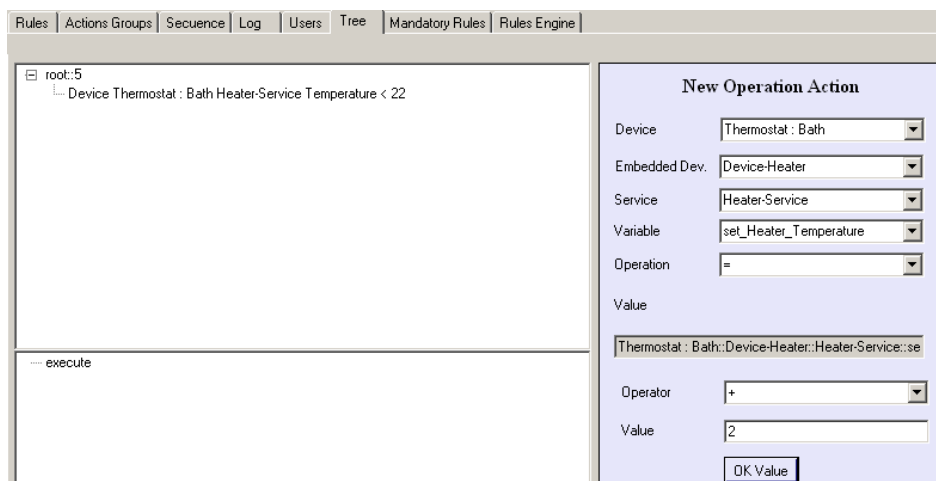 Rules Actions Groups Secuence Log Users Tree Mandatory Rules Rules Engine
root::5
Device Thermostat : Bath Heater-Service Temperature < 22
execute
New Operation Action
Device Thermostat : Bath
Embedded Dev. Device-Heater
Service Heater-Service
Variable set_Heater_Temperature
Operation =
Value
Thermostat : Bath::Device-Heater::Heater-Service::se
Operator +
Value 2
OK Value